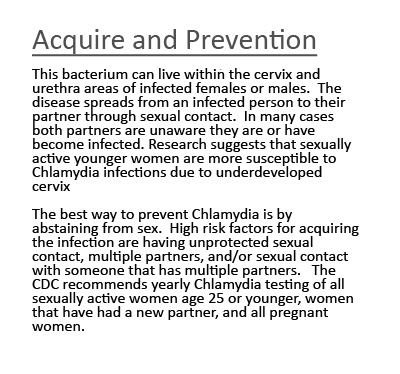 Acquire and Prevention
This bacterium can live within the cervix and
urethra areas of infected females or males.  The
disease spreads from an infected person to their
partner through sexual contact.  In many cases
both partners are unaware they are or have
become infected. Research suggests that sexually
active younger women are more susceptible to
Chlamydia infections due to underdeveloped
cervix
The best way to prevent Chlamydia is by
abstaining from sex.  High risk factors for acquiring
the infection are having unprotected sexual
contact, multiple partners, and/or sexual contact
with someone that has multiple partners.   The
CDC recommends yearly Chlamydia testing of all
sexually active women age 25 or younger, women
that have had a new partner, and all pregnant
women.